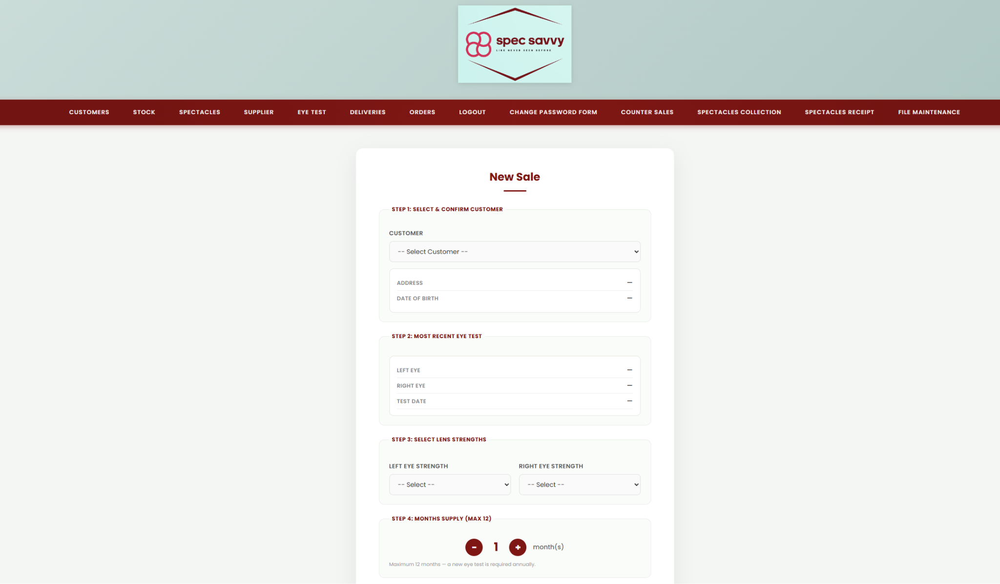 spec savvy
LIKE NEVER SEEN BEFORE
CUSTOMERS STOCK SPECTACLES SUPPLIER EYE TEST DELIVERIES ORDERS LOGOUT CHANGE PASSWORD FORM COUNTER SALES SPECTACLES COLLECTION SPECTACLES RECEIPT FILE MAINTENANCE
New Sale
STEP 1: SELECT & CONFIRM CUSTOMER
CUSTOMER
-- Select Customer --
ADDRESS —
DATE OF BIRTH —
STEP 2: MOST RECENT EYE TEST
LEFT EYE —
RIGHT EYE —
TEST DATE —
STEP 3: SELECT LENS STRENGTHS
LEFT EYE STRENGTH RIGHT EYE STRENGTH
-- Select -- -- Select --
STEP 4: MONTHS SUPPLY (MAX 12)
- 1 + month(s)
Maximum 12 months — a new eye test is required annually.